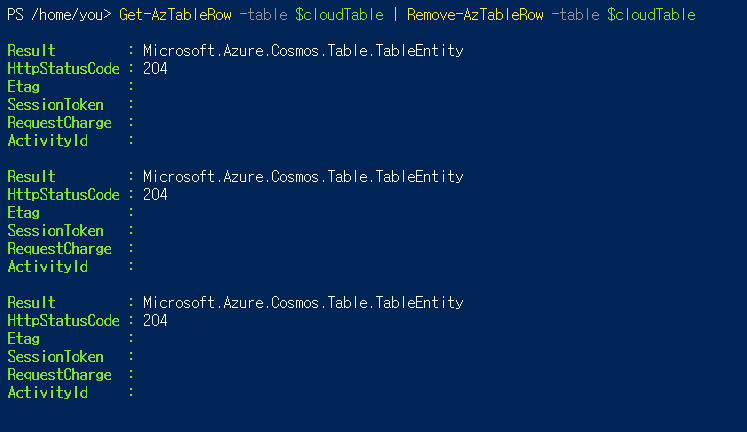 PS /home/you> Get-AzTableRow -table $cloudTable | Remove-AzTableRow -table $cloudTable
Result         : Microsoft.Azure.Cosmos.Table.TableEntity
HttpStatusCode : 204
Etag           :
SessionToken   :
RequestCharge  :
ActivityId     :
Result         : Microsoft.Azure.Cosmos.Table.TableEntity
HttpStatusCode : 204
Etag           :
SessionToken   :
RequestCharge  :
ActivityId     :
Result         : Microsoft.Azure.Cosmos.Table.TableEntity
HttpStatusCode : 204
Etag           :
SessionToken   :
RequestCharge  :
ActivityId     :